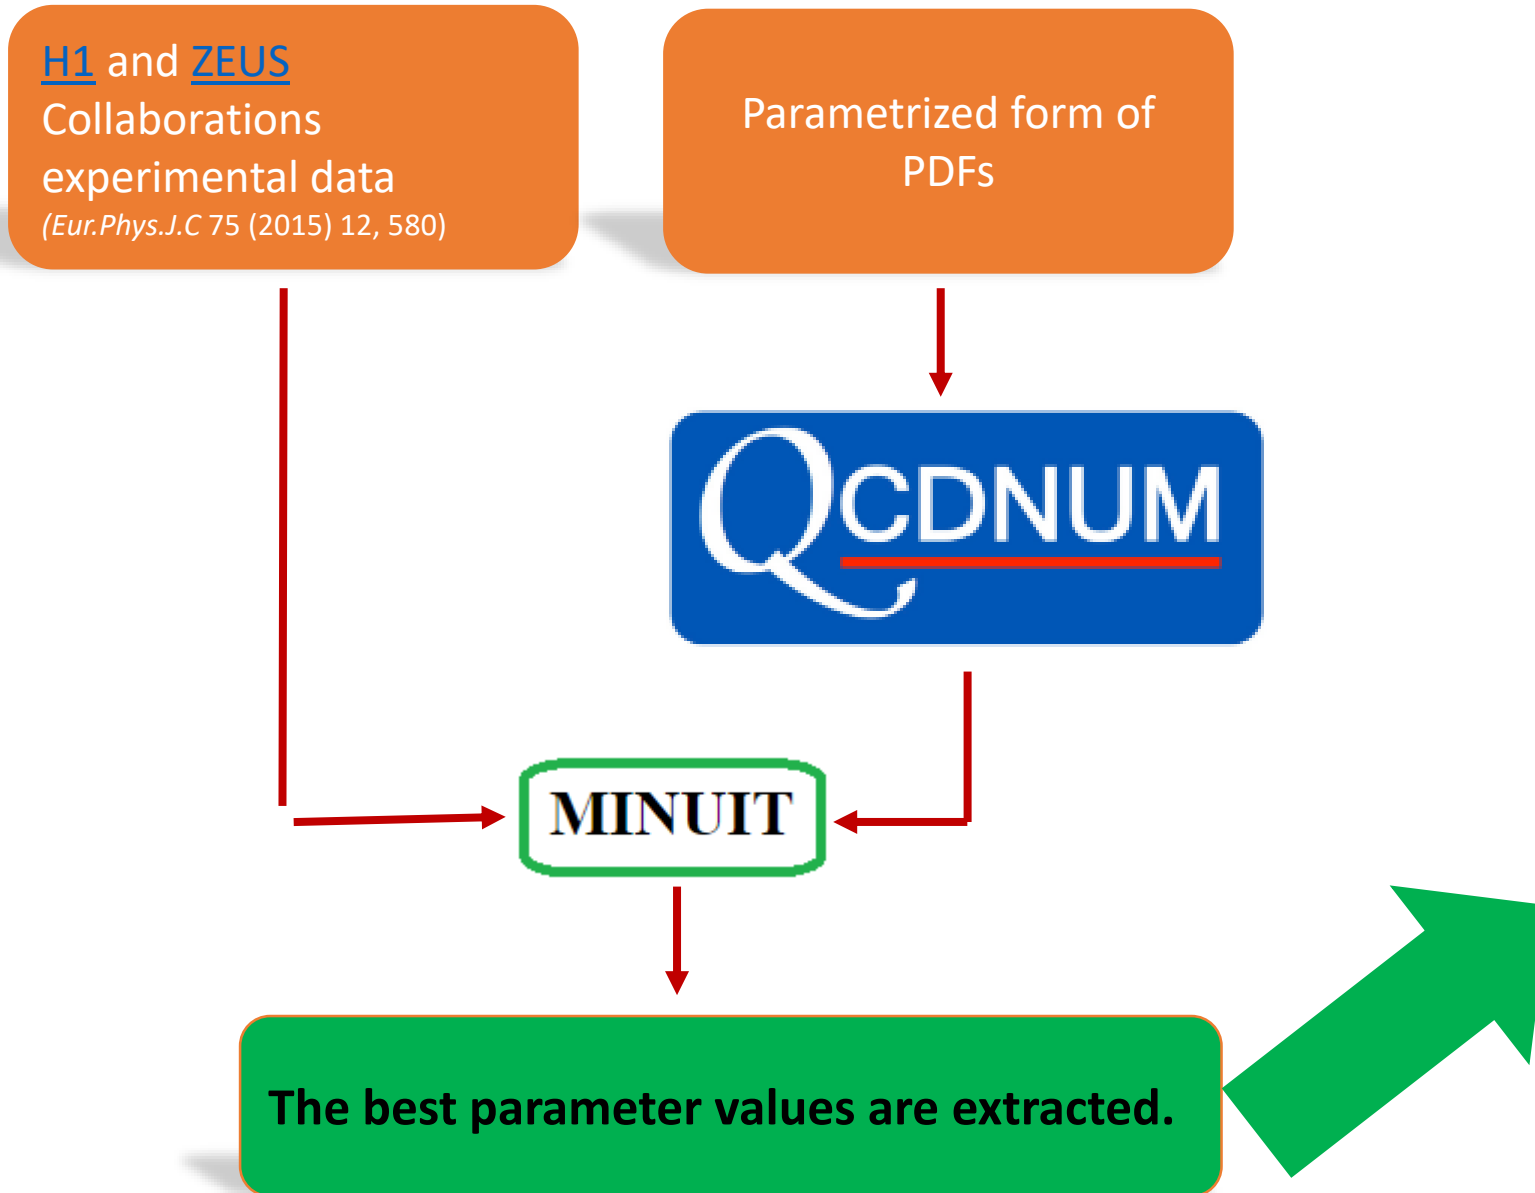 H1 and ZEUS
Collaborations
experimental data
(Eur.Phys.J.C 75 (2015) 12, 580)
Parametrized form of
PDFs
QCDNUM
MINUIT
The best parameter values are extracted.